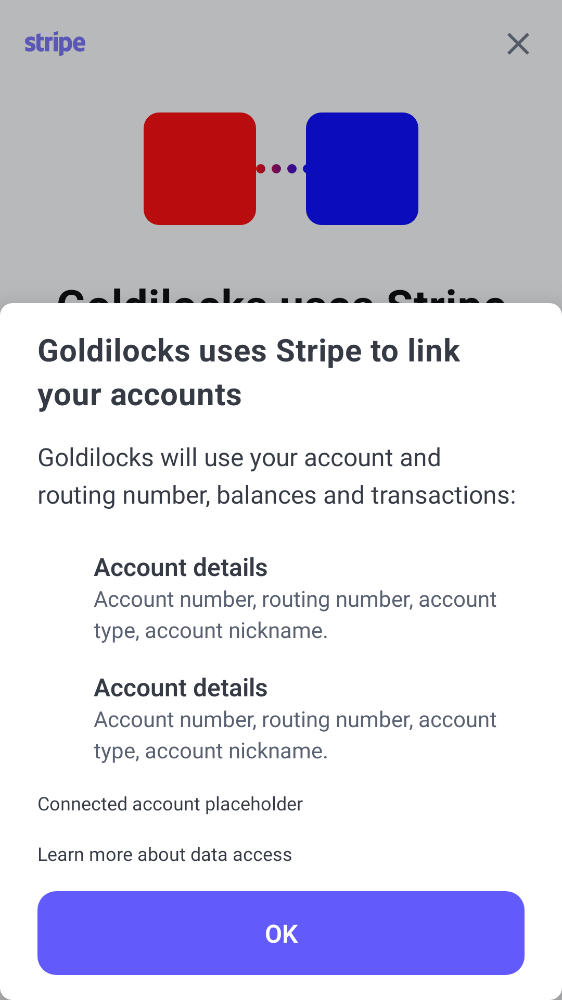 stripe
Goldilocks uses Stripe
Goldilocks uses Stripe to link
your accounts
Goldilocks will use your account and
routing number, balances and transactions:
Account details
Account number, routing number, account
type, account nickname.
Account details
Account number, routing number, account
type, account nickname.
Connected account placeholder
Learn more about data access
OK